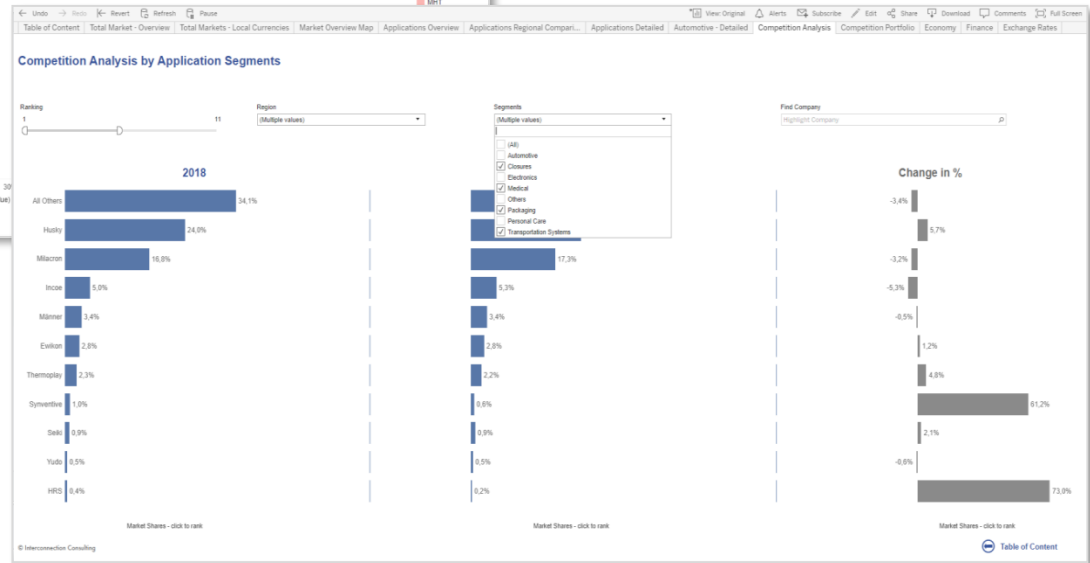 MHT
← Undo → Redo ← Revert Refresh Pause View: Original Alerts Subscribe Edit Share Download Comments Full Screen
Table of Content Total Market - Overview Total Markets - Local Currencies Market Overview Map Applications Overview Applications Regional Compari... Applications Detailed Automotive - Detailed Competition Analysis Competition Portfolio Economy Finance Exchange Rates
Competition Analysis by Application Segments
Ranking Region Segments Find Company
1 11 (Multiple values) (Multiple values) Highlight Company
(All)
Automotive
Closures
Electronics
Medical
Others
Packaging
Personal Care
Transportation Systems
2018 Change in %
30
ue)
All Others 34,1% -3,4%
Husky 24,0% 5,7%
Milacron 16,8% 17,3% -3,2%
Incoe 5,0% 5,3% -5,3%
Männer 3,4% 3,4% -0,5%
Ewikon 2,8% 2,8% 1,2%
Thermoplay 2,3% 2,2% 4,8%
Synventive 1,0% 0,6% 61,2%
Seiki 0,9% 0,9% 2,1%
Yudo 0,5% 0,5% -0,6%
HRS 0,4% 0,2% 73,9%
Market Shares - click to rank Market Shares - click to rank Market Shares - click to rank
© Interconnection Consulting Table of Content